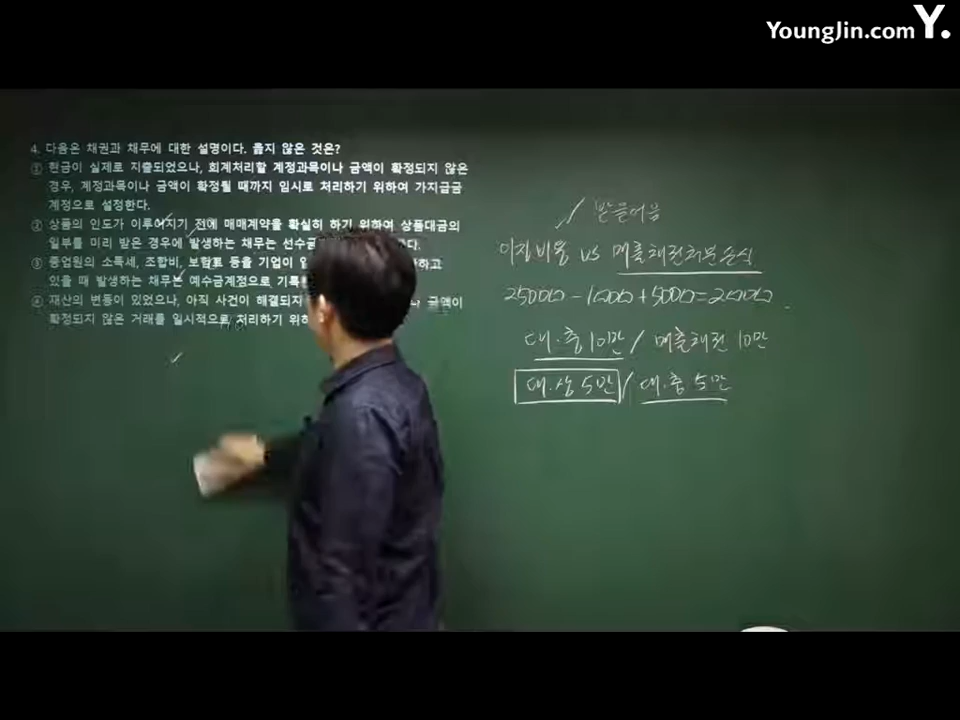 YoungJin.com Y.
4. 다음은 채권과 채무에 대한 설명이다. 옳지 않은 것은?
① 현금이 실제로 지출되었으나, 회계처리할 계정과목이나 금액이 확정되지 않은
경우, 계정과목이나 금액이 확정될 때까지 임시로 처리하기 위하여 가지급금
계정으로 설정한다.
② 상품의 인도가 이루어지기 전에 매매계약을 확실히 하기 위하여 상품대금의
일부를 미리 받은 경우에 발생하는 채무는 선수금
③ 종업원의 소득세, 조합비, 보험료 등을 기업이 하고
있을 때 발생하는 채무는 예수금계정으로 기록
④ 재산의 변동이 있었으나, 아직 사건이 해결되지 금액이
확정되지 않은 거래를 일시적으로 처리하기 위하
받을어음
이자비용 vs 매출채권처분손실
대.충 10만 / 매출채권 10만
대.상 5만 / 대.충 5만